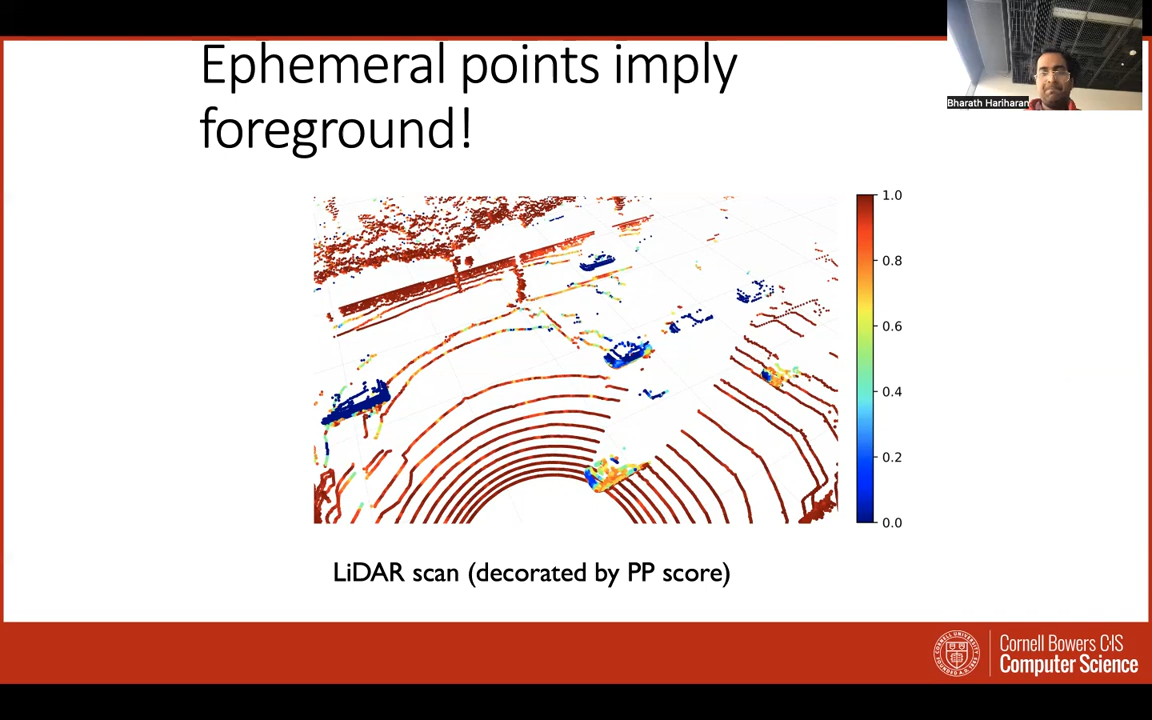 Ephemeral points imply
foreground!
Bharath Hariharan
1.0
0.8
0.6
0.4
0.2
0.0
LiDAR scan (decorated by PP score)
Cornell Bowers C·IS
Computer Science